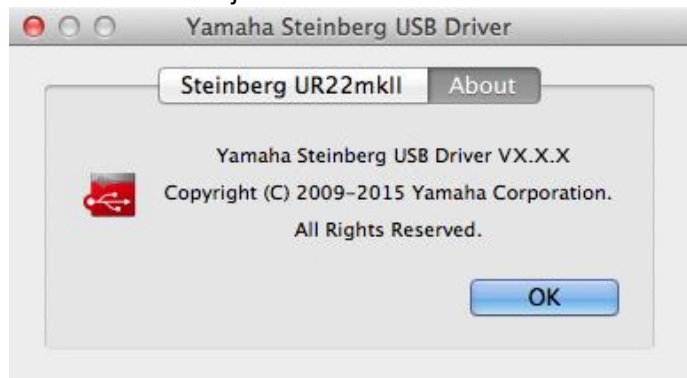 Yamaha Steinberg USB Driver
Steinberg UR22mkII
About
Yamaha Steinberg USB Driver VX.X.X
Copyright (C) 2009-2015 Yamaha Corporation.
All Rights Reserved.
OK